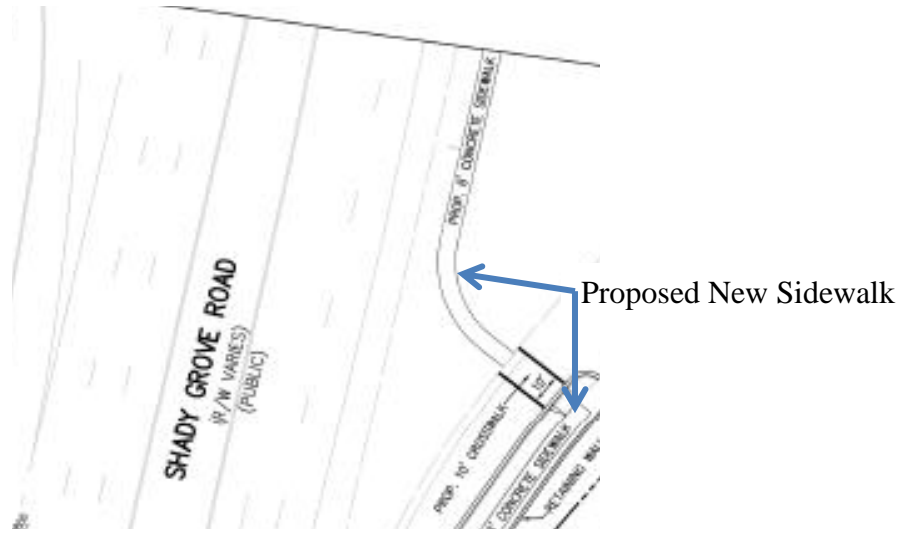 PROP. 6' CONCRETE SIDEWALK
SHADY GROVE ROAD
(R/W VARIES)
(PUBLIC)
Proposed New Sidewalk
10'
PROP. 10' CROSSWALK
CONCRETE SIDEWALK
RETAINING